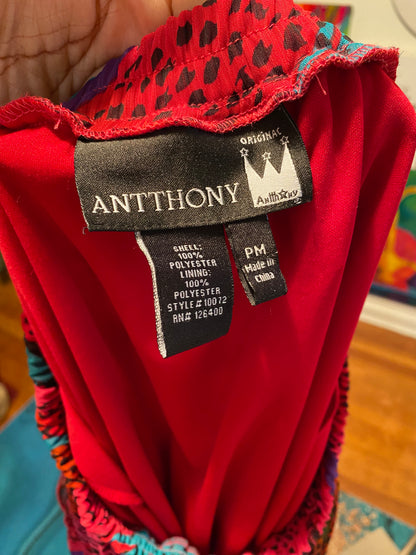 ORIGINAL
ANTTHONY
Antthony
SHELL:
100%
POLYESTER
LINING:
100%
POLYESTER
STYLE# 10072
RN# 126400
PM
Made in
China